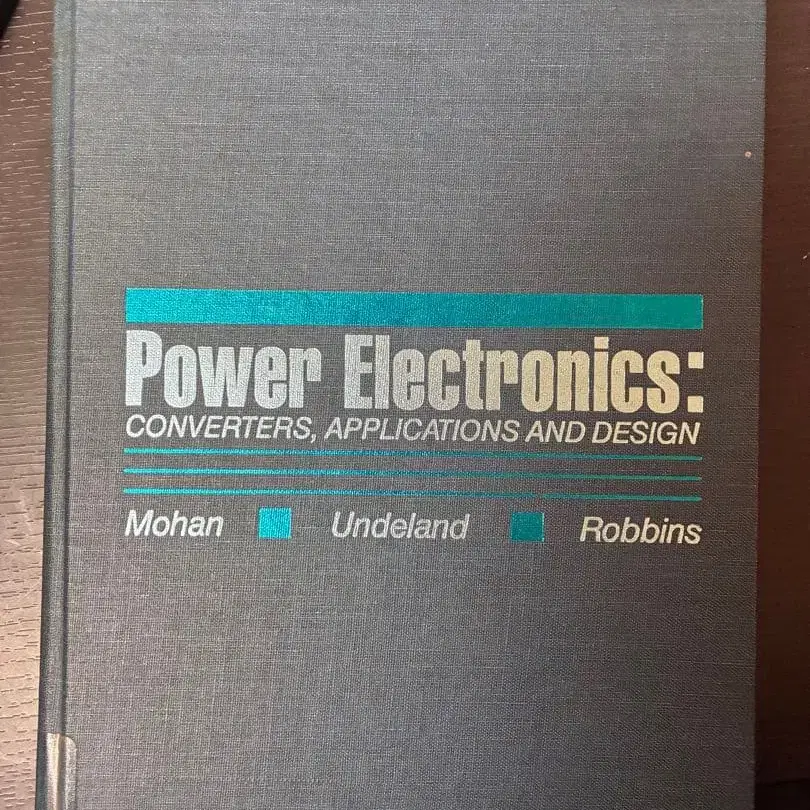 Power Electronics:
CONVERTERS, APPLICATIONS AND DESIGN
Mohan Undeland Robbins